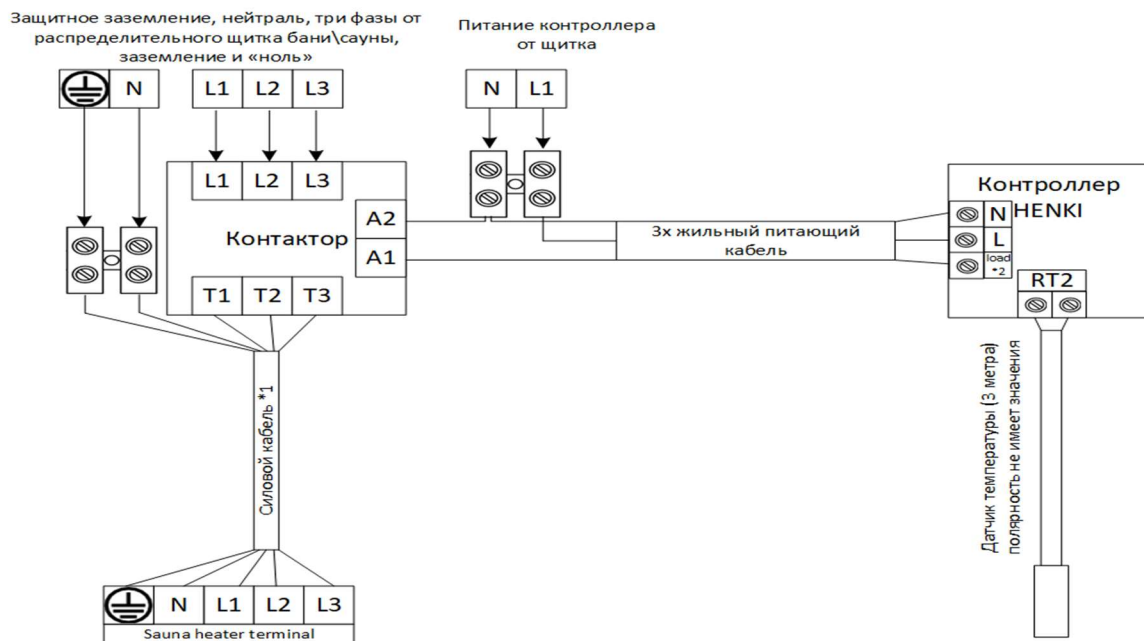 Защитное заземление, нейтраль, три фазы от
распределительного щитка бани\сауны,
заземление и «ноль»
Питание контроллера
от щитка
N
L1
L2
L3
N
L1
L1
L2
L3
Контактор
A2
A1
T1
T2
T3
3х жильный питающий
кабель
Контроллер
HENKI
N
L
load
*2
RT2
Силовой кабель *1
Датчик температуры (3 метра)
полярность не имеет значения
N
L1
L2
L3
Sauna heater terminal